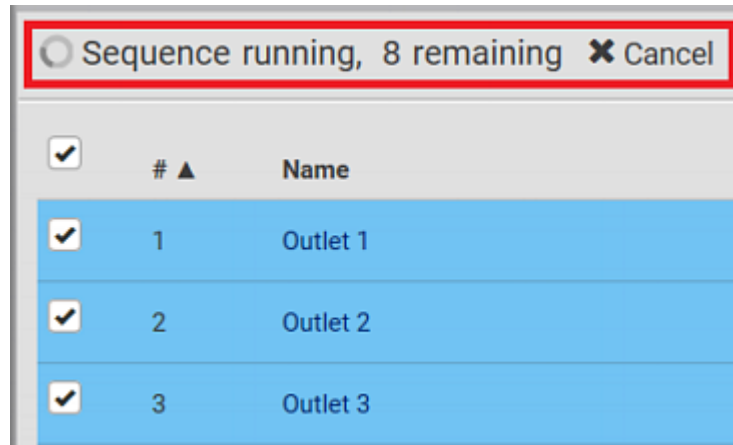 Sequence running, 8 remaining ✖ Cancel
# ▲ Name
1 Outlet 1
2 Outlet 2
3 Outlet 3